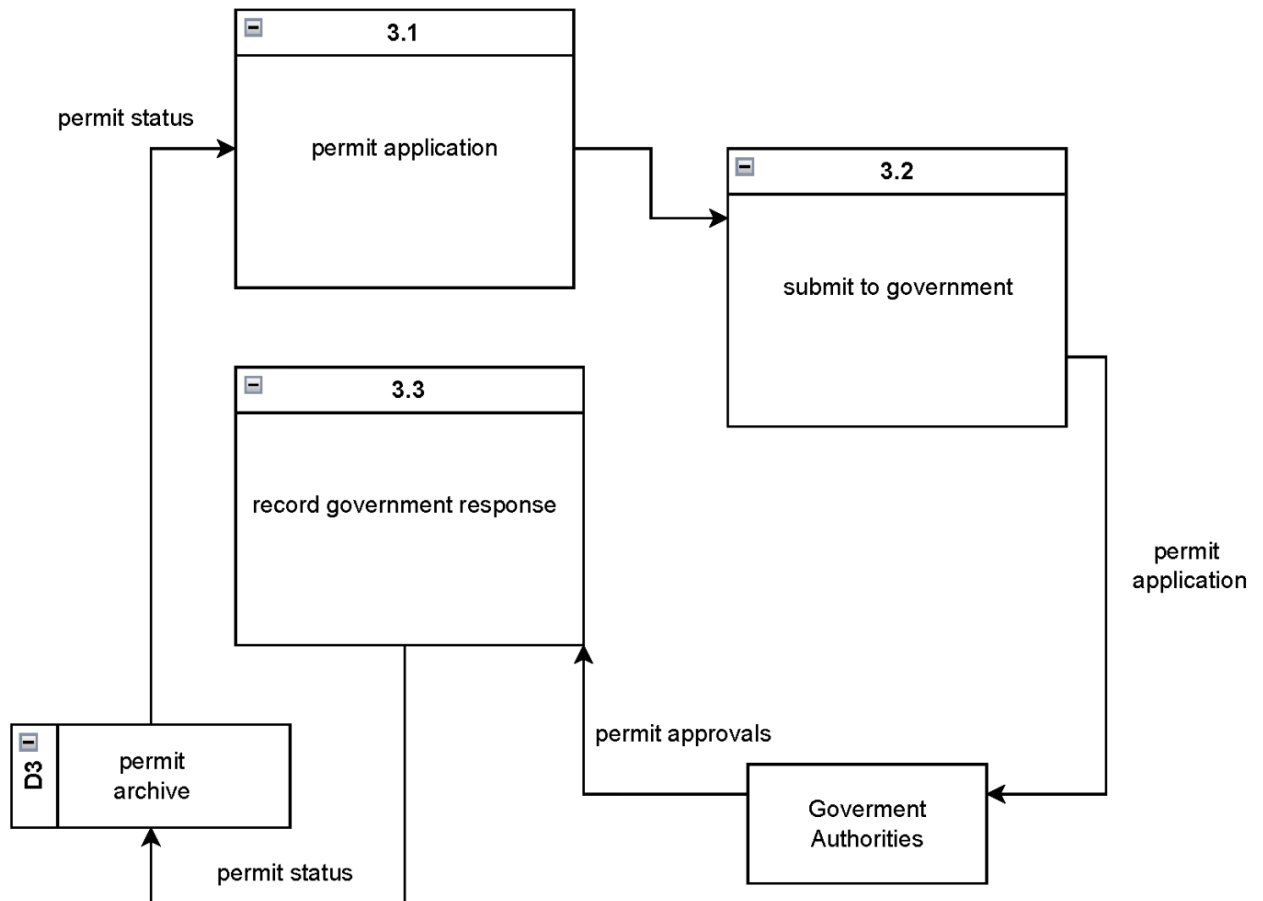 3.1
permit status
permit application
3.2
submit to government
3.3
record government response
permit
application
permit approvals
D3
permit
archive
Goverment
Authorities
permit status